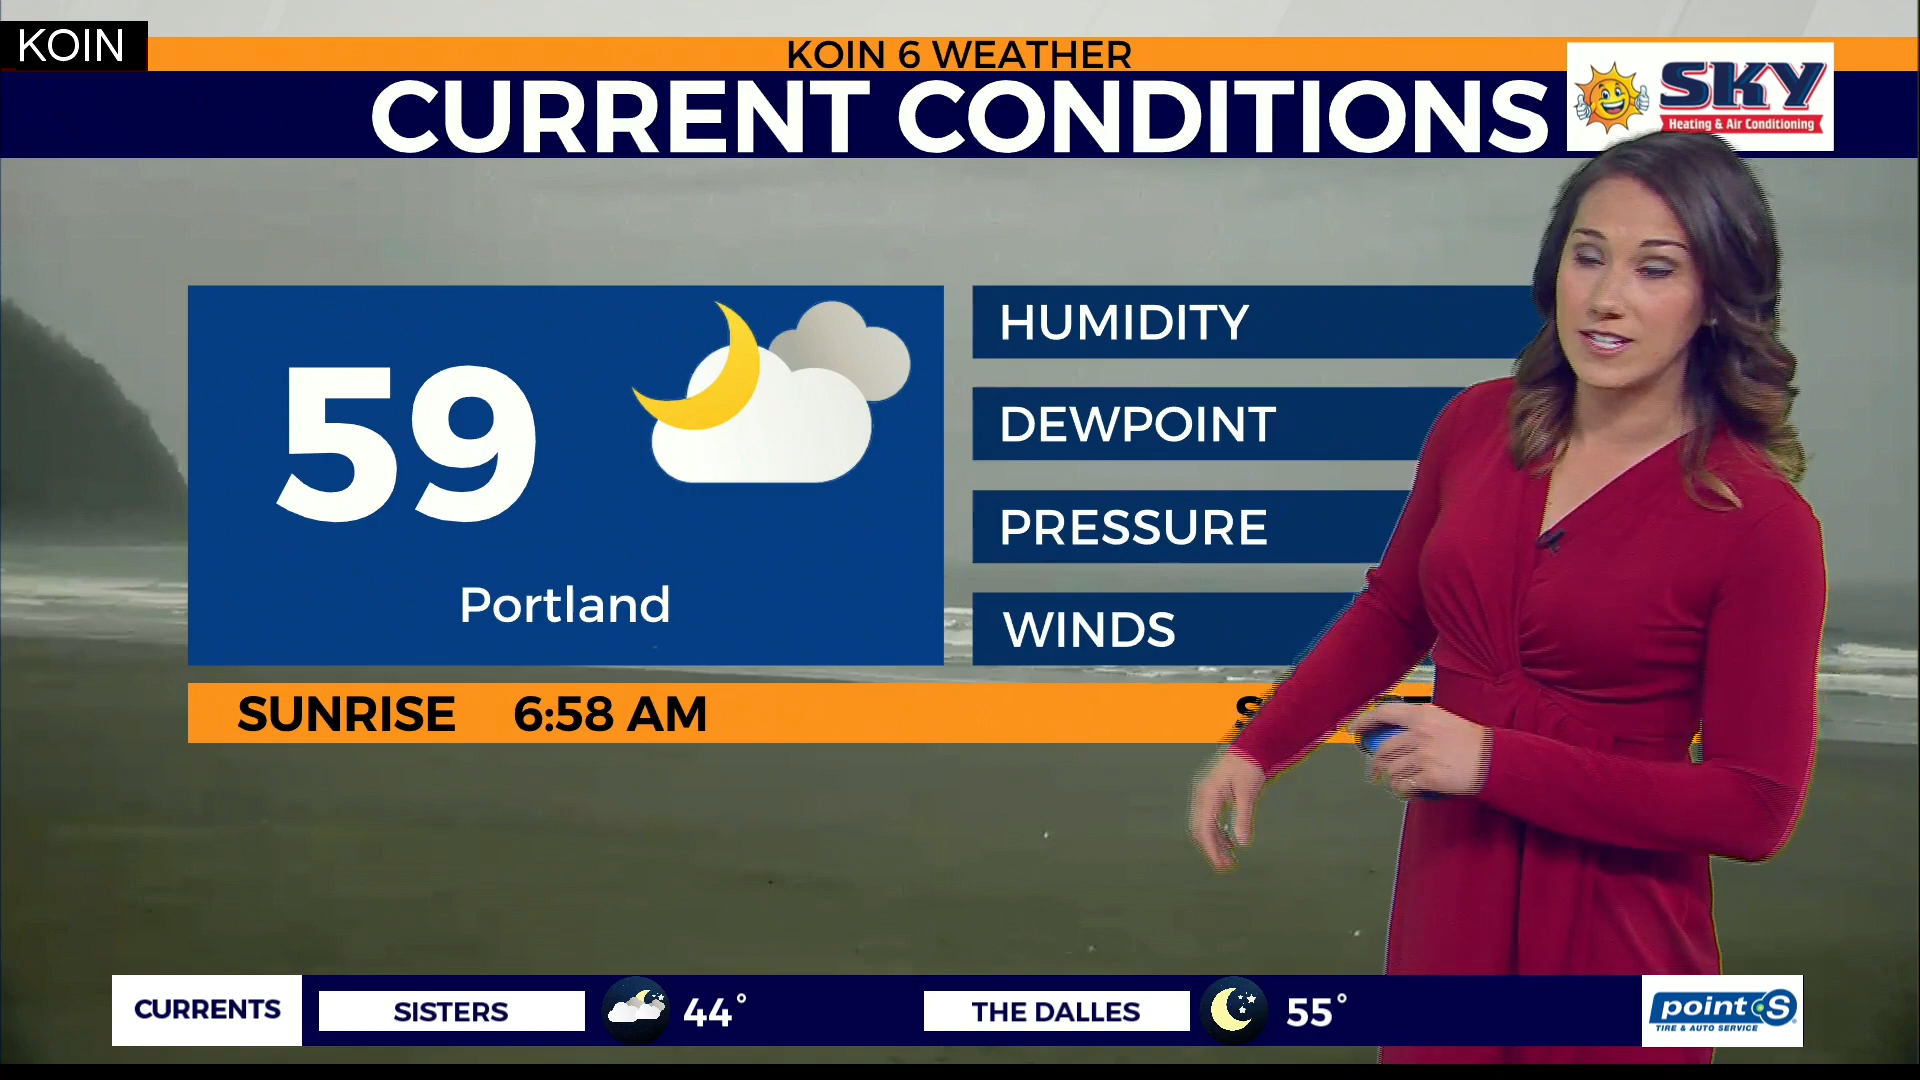 KOIN
KOIN 6 WEATHER
CURRENT CONDITIONS
SKY
Heating & Air Conditioning
59
Portland
HUMIDITY
DEWPOINT
PRESSURE
WINDS
SUNRISE 6:58 AM
CURRENTS
SISTERS 44°
THE DALLES 55°
point S
TIRE & AUTO SERVICE